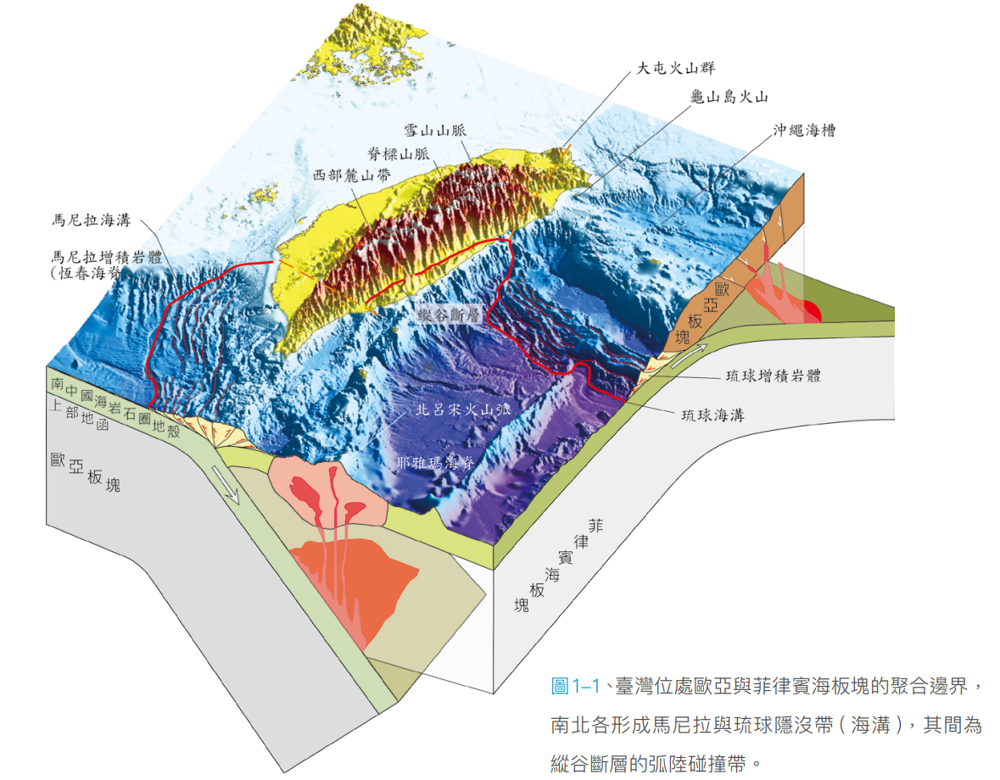 大屯火山群
龜山島火山
沖繩海槽
雪山山脈
脊樑山脈
西部麓山帶
馬尼拉海溝
馬尼拉增積岩體
(恆春海脊)
縱谷斷層
歐亞板塊
琉球增積岩體
琉球海溝
北呂宋火山弧
耶雅瑪海脊
南中國海岩石圈地殼
上部地函
歐亞板塊
菲律賓海板塊
圖1–1、臺灣位處歐亞與菲律賓海板塊的聚合邊界，
南北各形成馬尼拉與琉球隱沒帶（海溝），其間為
縱谷斷層的弧陸碰撞帶。